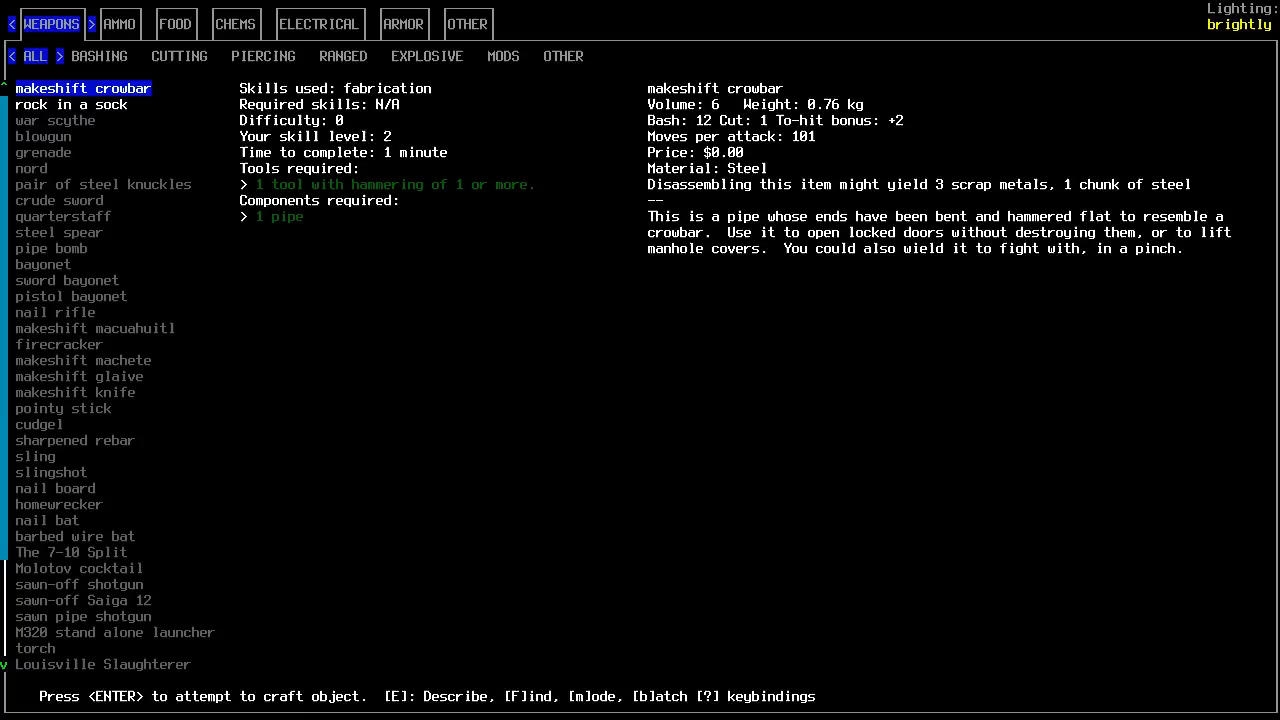 Lighting:
< WEAPONS > AMMO FOOD CHEMS ELECTRICAL ARMOR OTHER brightly
< ALL > BASHING CUTTING PIERCING RANGED EXPLOSIVE MODS OTHER
^ makeshift crowbar Skills used: fabrication makeshift crowbar
rock in a sock Required skills: N/A Volume: 6 Weight: 0.76 kg
war scythe Difficulty: 0 Bash: 12 Cut: 1 To-hit bonus: +2
blowgun Your skill level: 2 Moves per attack: 101
grenade Time to complete: 1 minute Price: $0.00
nord Tools required: Material: Steel
pair of steel knuckles > 1 tool with hammering of 1 or more. Disassembling this item might yield 3 scrap metals, 1 chunk of steel
crude sword Components required: --
quarterstaff > 1 pipe This is a pipe whose ends have been bent and hammered flat to resemble a
steel spear crowbar. Use it to open locked doors without destroying them, or to lift
pipe bomb manhole covers. You could also wield it to fight with, in a pinch.
bayonet
sword bayonet
pistol bayonet
nail rifle
makeshift macuahuitl
firecracker
makeshift machete
makeshift glaive
makeshift knife
pointy stick
cudgel
sharpened rebar
sling
slingshot
nail board
homewrecker
nail bat
barbed wire bat
The 7-10 Split
Molotov cocktail
sawn-off shotgun
sawn-off Saiga 12
sawn pipe shotgun
M320 stand alone launcher
torch
v Louisville Slaughterer
Press <ENTER> to attempt to craft object. [E]: Describe, [F]ind, [m]ode, [b]atch [?] keybindings